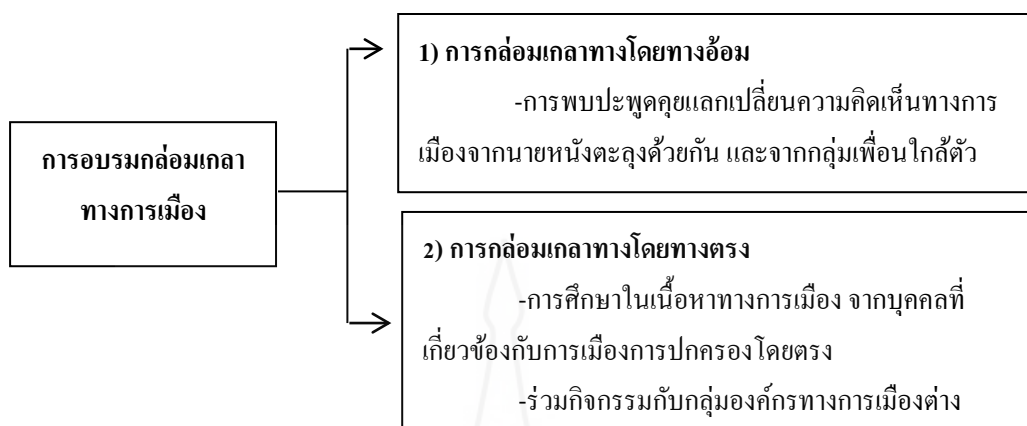 การอบรมกล่อมเกลา
ทางการเมือง
1) การกล่อมเกลาทางโดยทางอ้อม
-การพบปะพูดคุยแลกเปลี่ยนความคิดเห็นทางการ
เมืองจากนายหนังตะลุงด้วยกัน และจากกลุ่มเพื่อนใกล้ตัว
2) การกล่อมเกลาทางโดยทางตรง
-การศึกษาในเนื้อหาทางการเมือง จากบุคคลที่
เกี่ยวข้องกับการเมืองการปกครองโดยตรง
-ร่วมกิจกรรมกับกลุ่มองค์กรทางการเมืองต่าง